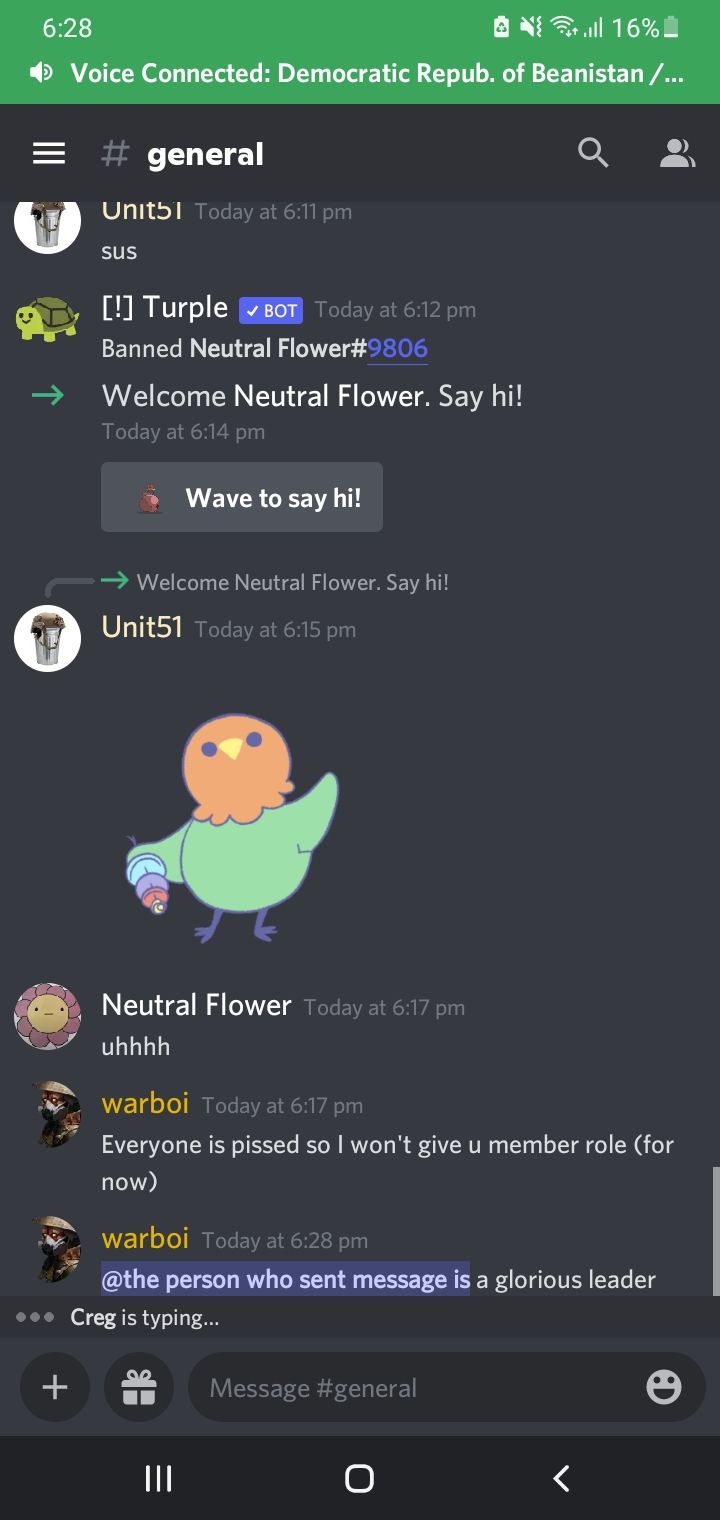 6:28
16%
Voice Connected: Democratic Repub. of Beanistan /...
# general
Unit51 Today at 6:11 pm
sus
[!] Turple ✓ BOT Today at 6:12 pm
Banned Neutral Flower#9806
Welcome Neutral Flower. Say hi!
Today at 6:14 pm
Wave to say hi!
Welcome Neutral Flower. Say hi!
Unit51 Today at 6:15 pm
Neutral Flower Today at 6:17 pm
uhhhh
warboi Today at 6:17 pm
Everyone is pissed so I won't give u member role (for
now)
warboi Today at 6:28 pm
@the person who sent message is a glorious leader
Creg is typing...
Message #general